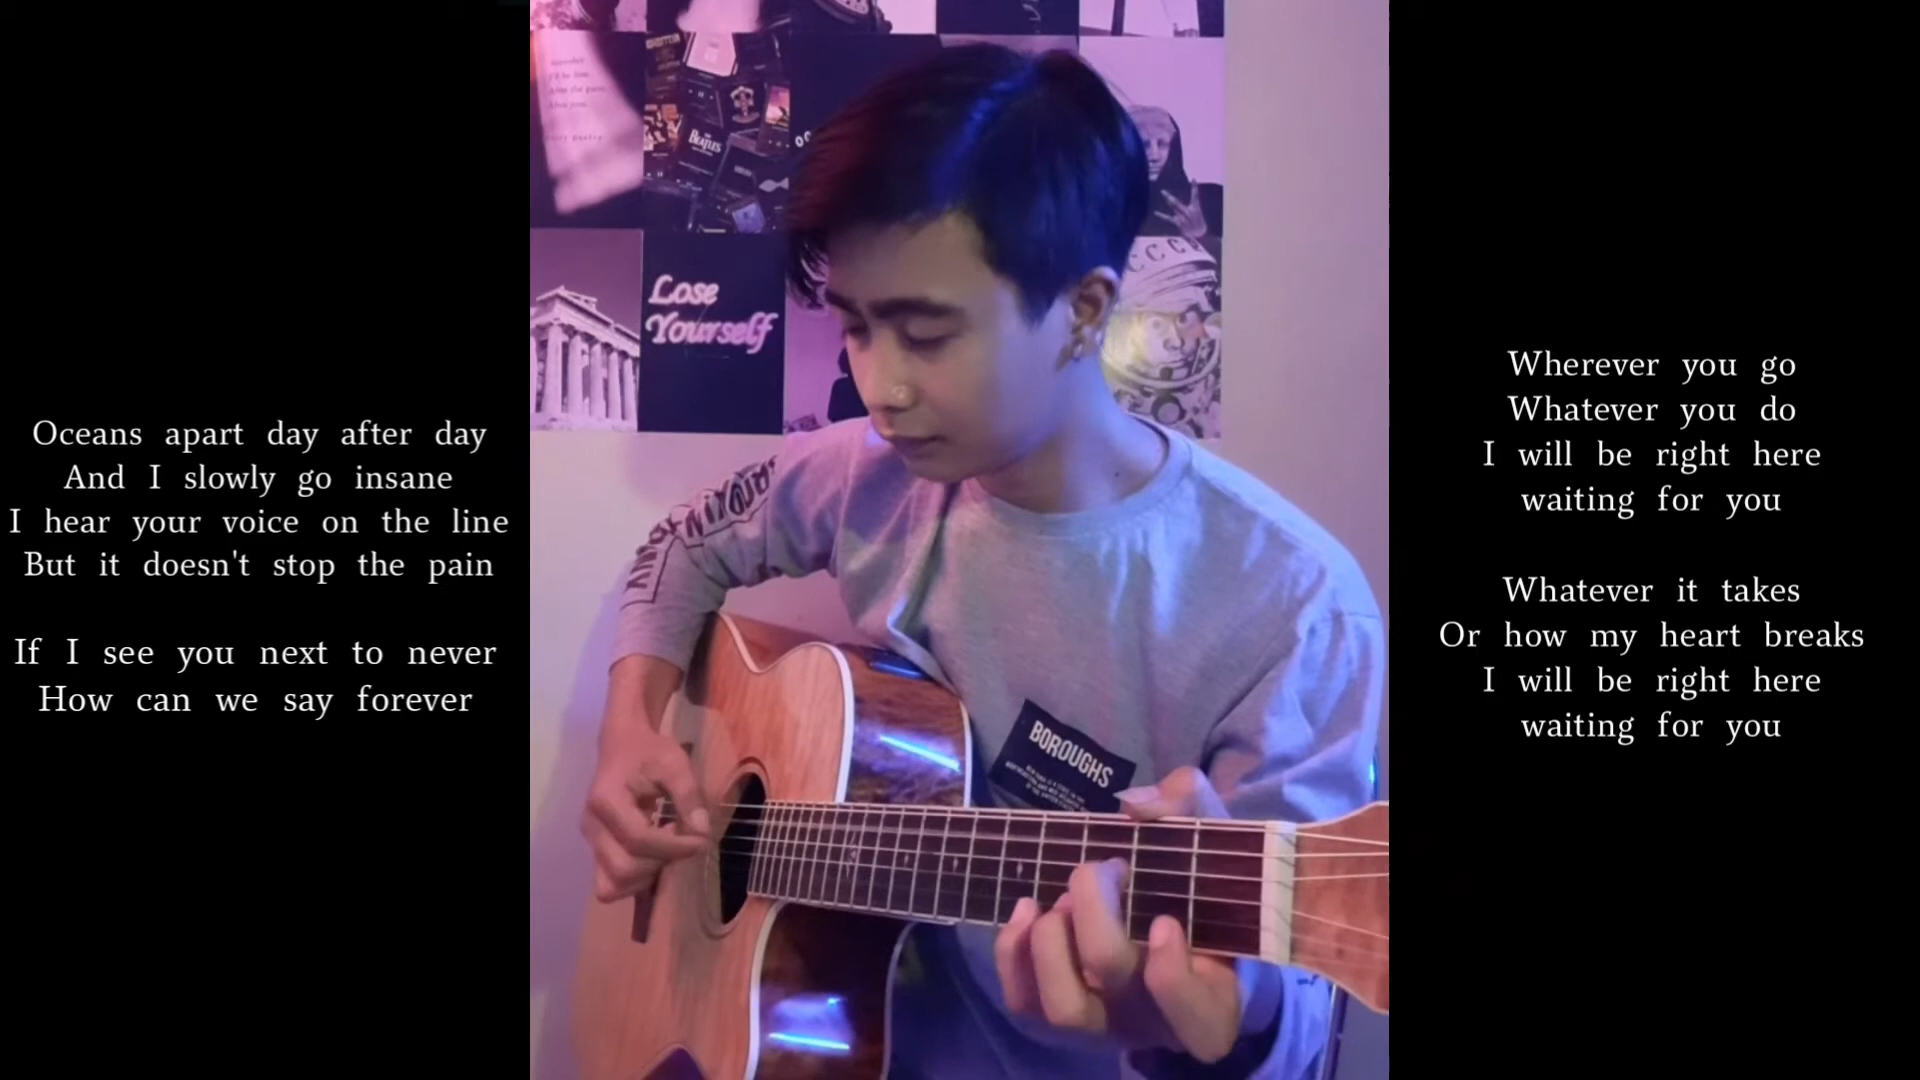 Oceans apart day after day
And I slowly go insane
I hear your voice on the line
But it doesn't stop the pain
If I see you next to never
How can we say forever
THE
BEATLES
Lose
Yourself
CCCP
BOROUGHS
Wherever you go
Whatever you do
I will be right here
waiting for you
Whatever it takes
Or how my heart breaks
I will be right here
waiting for you